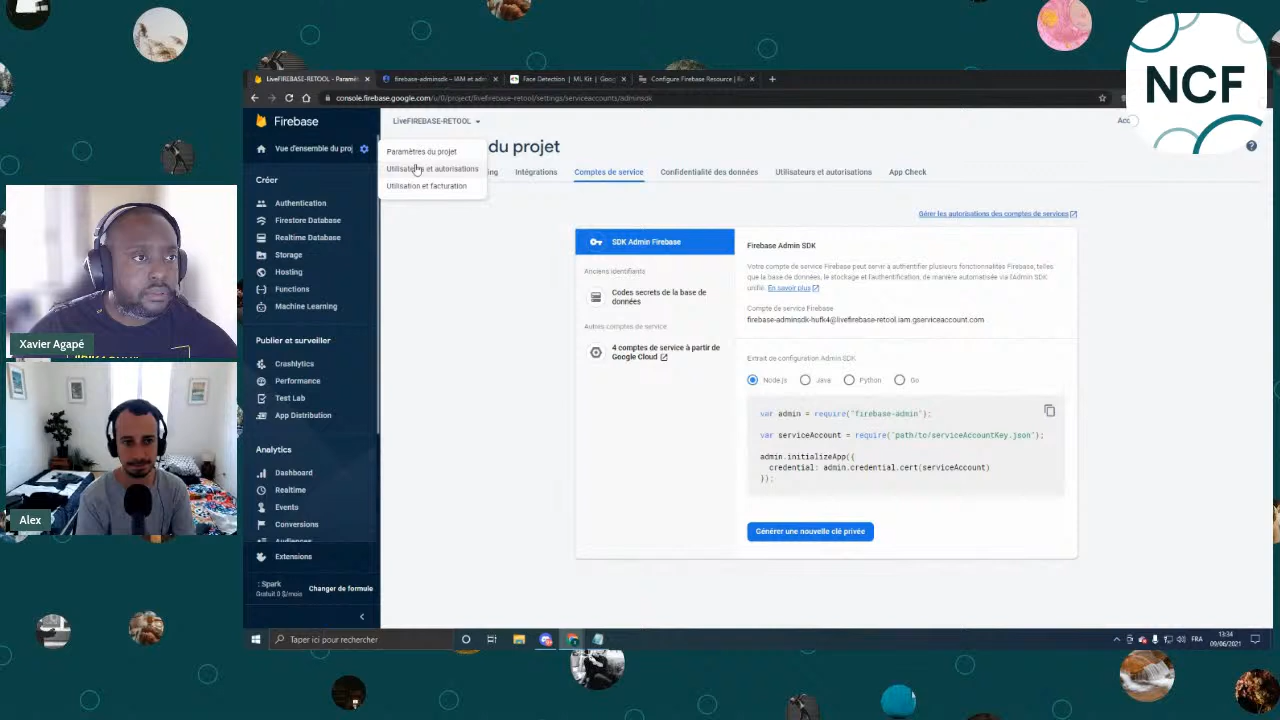 NCF
LiveFIREBASE-RETOOL - Paramèt
firebase-adminsdk – IAM et adm
Face Detection | ML Kit | Goog
Configure Firebase Resource | Re
console.firebase.google.com/u/0/project/livefirebase-retool/settings/serviceaccounts/adminsdk
Firebase
LiveFIREBASE-RETOOL
Vue d'ensemble du proj
Paramètres du projet
Utilisateurs et autorisations
Utilisation et facturation
du projet
ng
Intégrations
Comptes de service
Confidentialité des données
Utilisateurs et autorisations
App Check
Créer
Authentication
Firestore Database
Realtime Database
Storage
Hosting
Functions
Machine Learning
Publier et surveiller
Crashlytics
Performance
Test Lab
App Distribution
Analytics
Dashboard
Realtime
Events
Conversions
Audiences
Extensions
Spark
Gratuit 0 $/mois
Changer de formule
Gérer les autorisations des comptes de services
SDK Admin Firebase
Anciens identifiants
Codes secrets de la base de
données
Autres comptes de service
4 comptes de service à partir de
Google Cloud
Firebase Admin SDK
Votre compte de service Firebase peut servir à authentifier plusieurs fonctionnalités Firebase, telles
que la base de données, le stockage et l'authentification, de manière automatisée via l'Admin SDK
unifié. En savoir plus
Compte de service Firebase
firebase-adminsdk-hufk4@livefirebase-retool.iam.gserviceaccount.com
Extrait de configuration Admin SDK
Node.js
Java
Python
Go
var admin = require("firebase-admin");
var serviceAccount = require("path/to/serviceAccountKey.json");
admin.initializeApp({
credential: admin.credential.cert(serviceAccount)
});
Générer une nouvelle clé privée
Xavier Agapé
Alex
Taper ici pour rechercher
FRA
13:34
09/06/2021